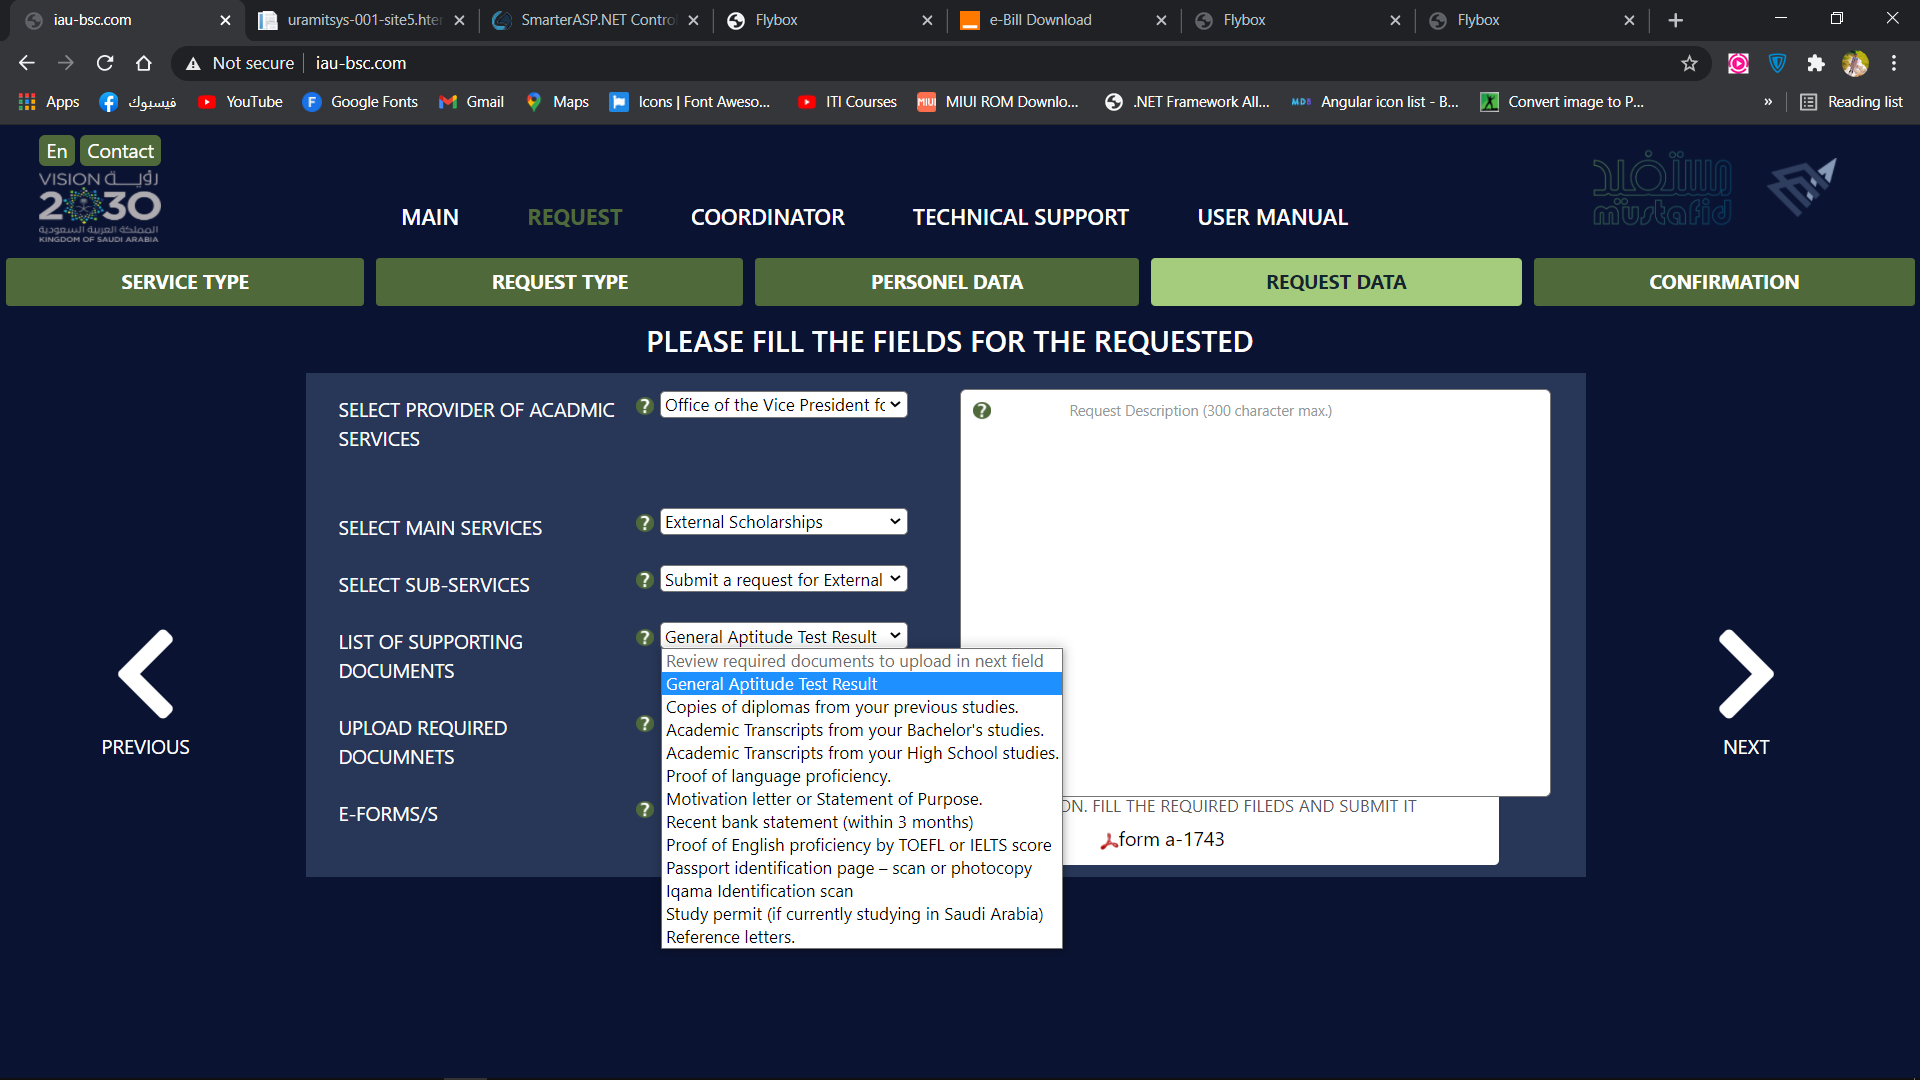 iau-bsc.com
uramitsys-001-site5.hter
SmarterASP.NET Contro
Flybox
e-Bill Download
Flybox
Flybox
Not secure
iau-bsc.com
Apps
فيسبوك
YouTube
Google Fonts
Gmail
Maps
Icons | Font Aweso...
ITI Courses
MIUI MIUI ROM Downlo...
.NET Framework All...
MDB Angular icon list - B...
Convert image to P...
»
Reading list
En
Contact
VISION رؤيــة
2030
المملكة العربية السعودية
KINGDOM OF SAUDI ARABIA
MAIN
REQUEST
COORDINATOR
TECHNICAL SUPPORT
USER MANUAL
مستفيد
mustafid
SERVICE TYPE
REQUEST TYPE
PERSONEL DATA
REQUEST DATA
CONFIRMATION
PLEASE FILL THE FIELDS FOR THE REQUESTED
SELECT PROVIDER OF ACADMIC
SERVICES
? Office of the Vice President fo
? Request Description (300 character max.)
SELECT MAIN SERVICES
? External Scholarships
SELECT SUB-SERVICES
? Submit a request for External
LIST OF SUPPORTING
DOCUMENTS
? General Aptitude Test Result
Review required documents to upload in next field
General Aptitude Test Result
Copies of diplomas from your previous studies.
Academic Transcripts from your Bachelor's studies.
Academic Transcripts from your High School studies.
Proof of language proficiency.
Motivation letter or Statement of Purpose.
Recent bank statement (within 3 months)
Proof of English proficiency by TOEFL or IELTS score
Passport identification page – scan or photocopy
Iqama Identification scan
Study permit (if currently studying in Saudi Arabia)
Reference letters.
UPLOAD REQUIRED
DOCUMNETS
?
E-FORMS/S
?
ON. FILL THE REQUIRED FILEDS AND SUBMIT IT
form a-1743
PREVIOUS
NEXT